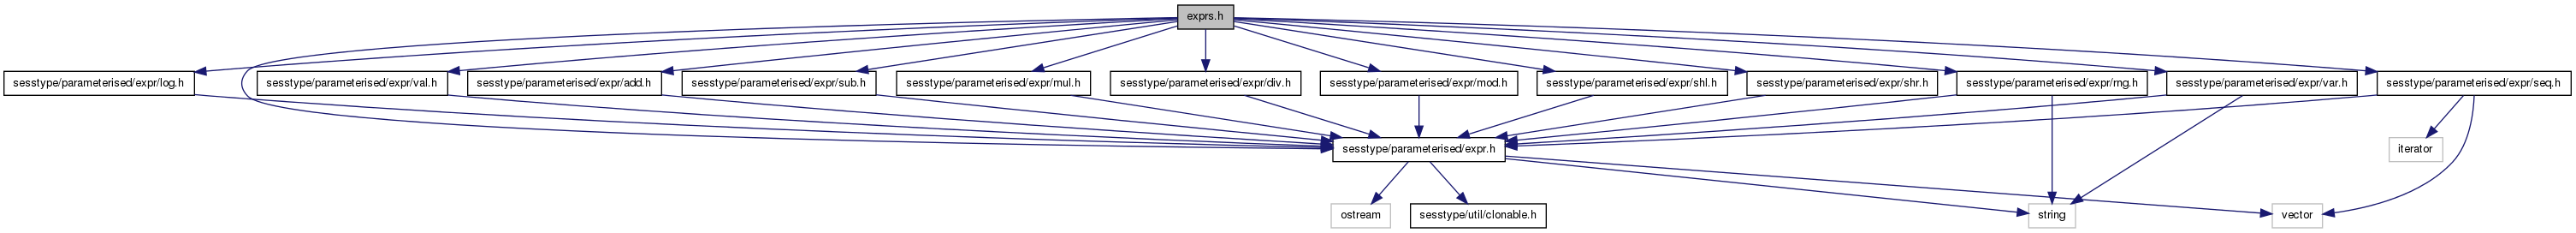 exprs.h
sesstype/parameterised/expr/log.h
sesstype/parameterised/expr/val.h
sesstype/parameterised/expr/add.h
sesstype/parameterised/expr/sub.h
sesstype/parameterised/expr/mul.h
sesstype/parameterised/expr/div.h
sesstype/parameterised/expr/mod.h
sesstype/parameterised/expr/shl.h
sesstype/parameterised/expr/shr.h
sesstype/parameterised/expr/rng.h
sesstype/parameterised/expr/var.h
sesstype/parameterised/expr/seq.h
sesstype/parameterised/expr.h
iterator
ostream
sesstype/util/clonable.h
string
vector